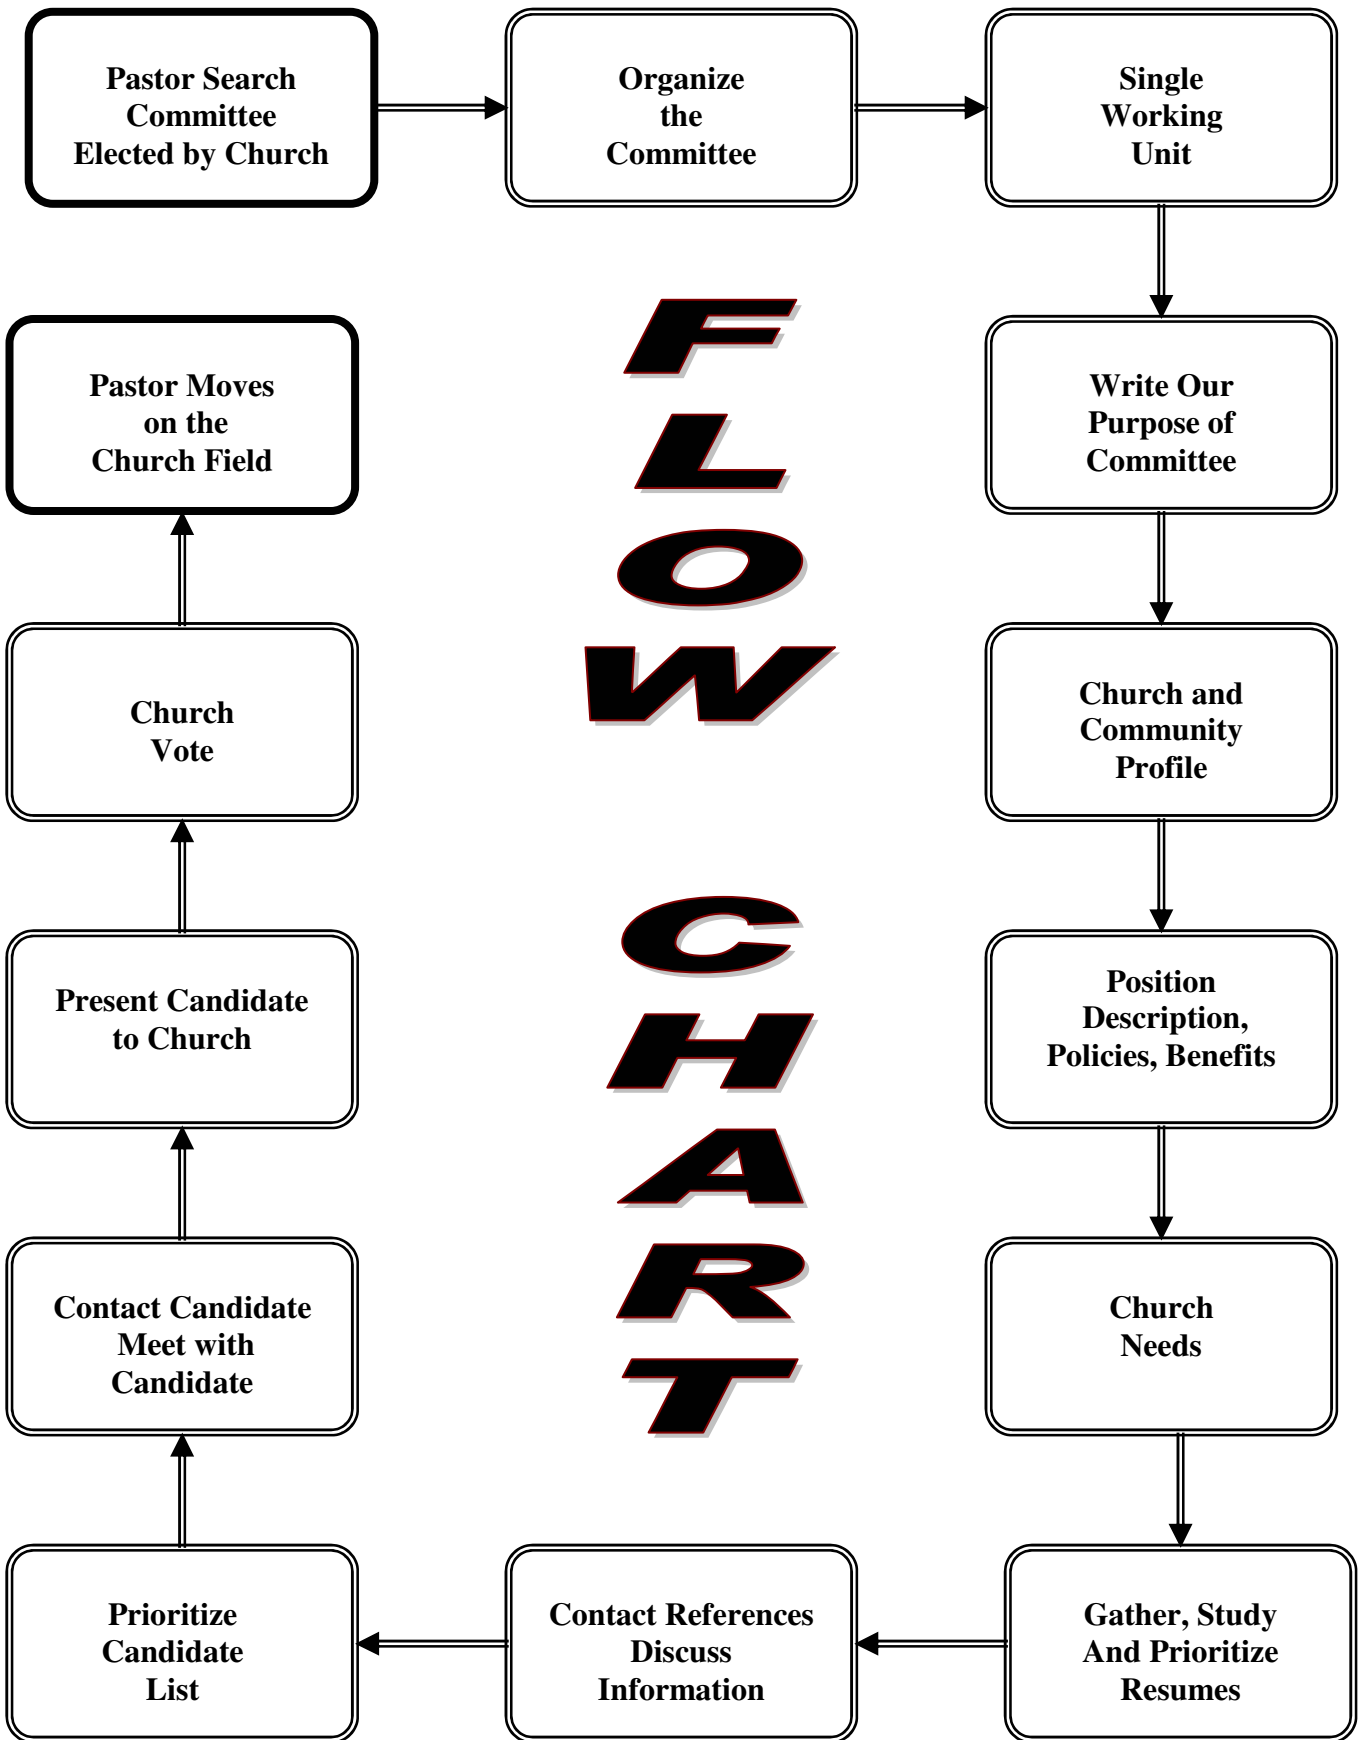 Pastor Search
Committee
Elected by Church
Organize
the
Committee
Single
Working
Unit
Write Our
Purpose of
Committee
Church and
Community
Profile
Position
Description,
Policies, Benefits
Church
Needs
Gather, Study
And Prioritize
Resumes
Contact References
Discuss
Information
Prioritize
Candidate
List
Contact Candidate
Meet with
Candidate
Present Candidate
to Church
Church
Vote
Pastor Moves
on the
Church Field
F
L
O
W
C
H
A
R
T